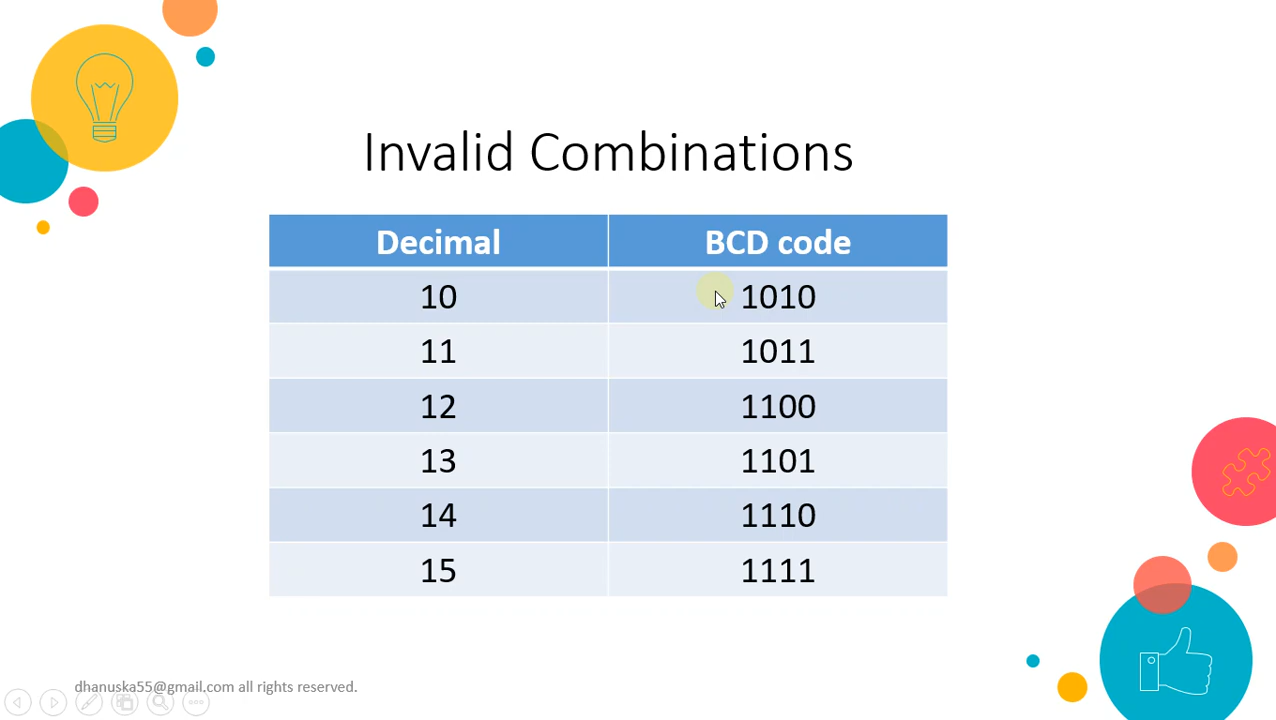 Invalid Combinations
Decimal BCD code
10 1010
11 1011
12 1100
13 1101
14 1110
15 1111
dhanuska55@gmail.com all rights reserved.